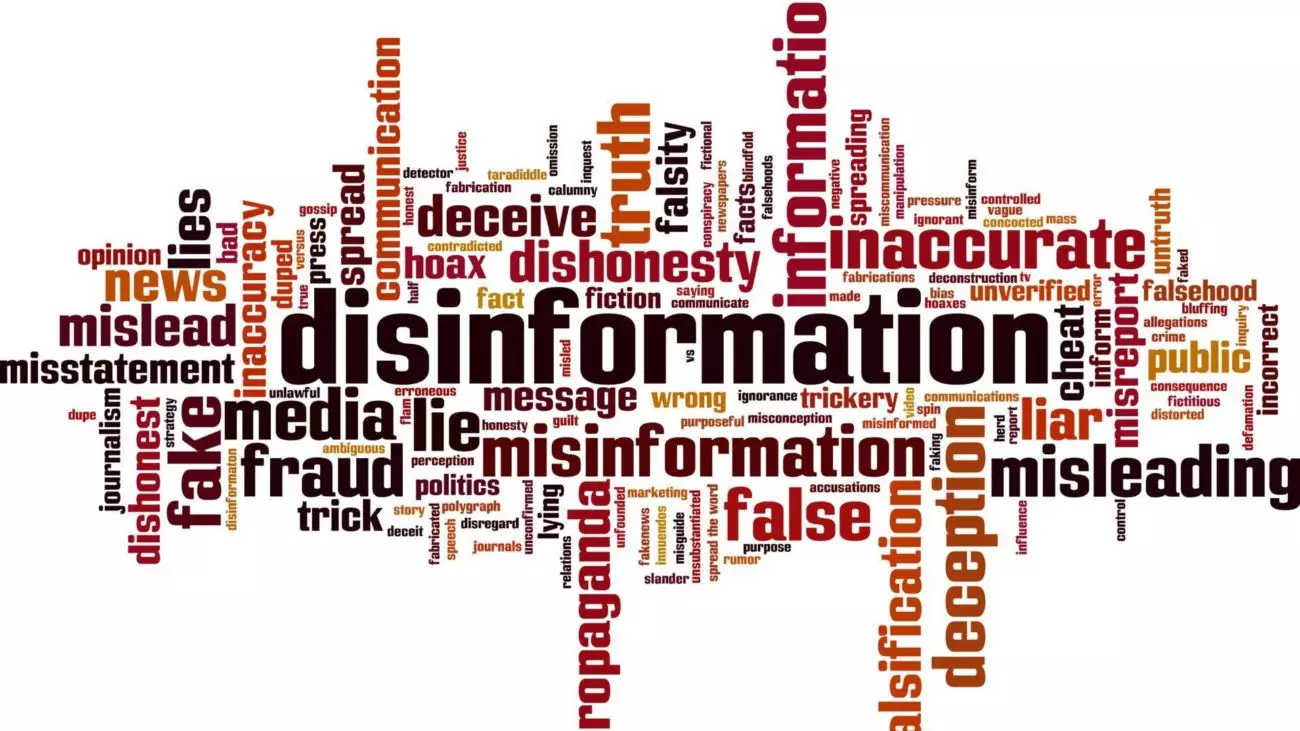 informatio
communication
truth
falsity
spreading
miscommunication
fictional
omission
justice
inquest
blindfold
manipulation
detector
taradiddle
conspiracy
newspapers
facts
falsehoods
negative
misinform
spread
fabrication
calumny
honest
deceive
pressure
controlled
vague
ignorant
concocted
mass
lies
bad
gossip
versus
press
untruth
opinion
news
inaccuracy
duped
true
contradicted
hoax
dishonesty
inaccurate
faked
half
fact
fiction
saying
communicate
made
fabrications
deconstruction
tv
bias
hoaxes
unverified
error
falsehood
bluffing
mislead
disinformation
misled
vs
cheat
inform
misreport
allegations
crime
inquiry
incorrect
misstatement
public
consequence
fictitious
distorted
defamation
dupe
journalism
strategy
unlawful
erroneous
flam
message
wrong
ignorance
trickery
video
communications
dishonest
fake
media
lie
honesty
guilt
purposeful
misconception
misinformed
spin
herd
report
liar
ambiguous
perception
misinformation
faking
deception
misleading
disinformaton
fraud
politics
trick
story
deceit
polygraph
disregard
fabricated
speech
journals
unconfirmed
lying
relations
propaganda
unfounded
marketing
fakenews
innuendos
misguide
unsubstantiated
spread the word
slander
accusations
false
purpose
rumor
alsification
influence
control